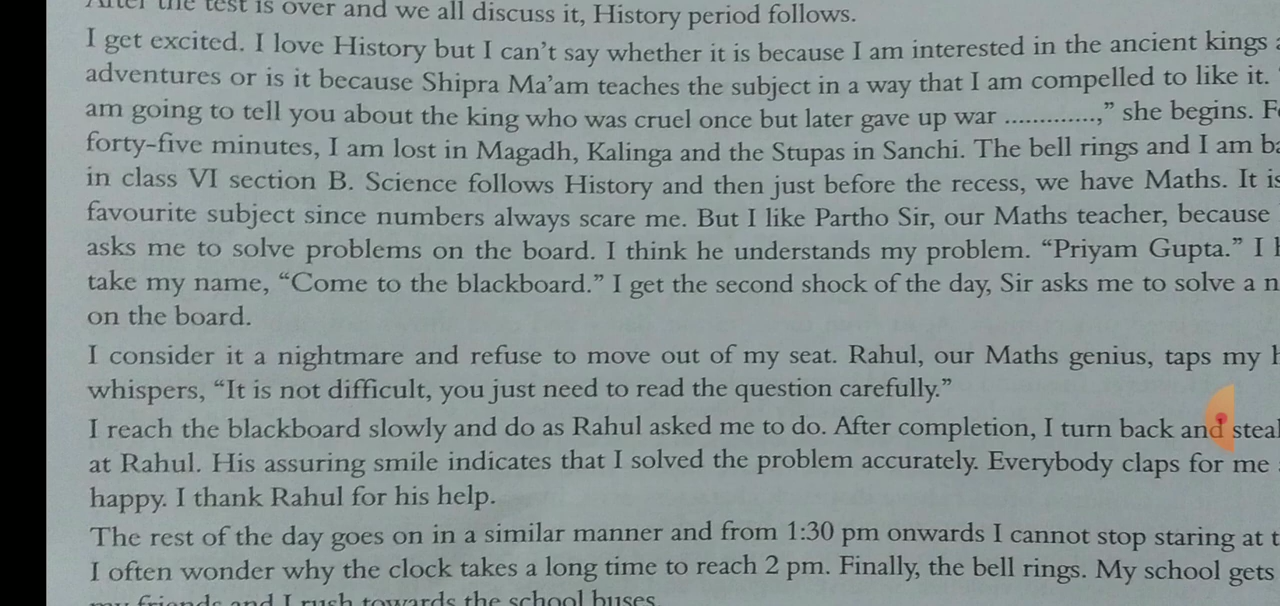 After the test is over and we all discuss it, History period follows.
I get excited. I love History but I can't say whether it is because I am interested in the ancient kings
adventures or is it because Shipra Ma'am teaches the subject in a way that I am compelled to like it.
am going to tell you about the king who was cruel once but later gave up war .............,” she begins.
forty-five minutes, I am lost in Magadh, Kalinga and the Stupas in Sanchi. The bell rings and I am
in class VI section B. Science follows History and then just before the recess, we have Maths. It is
favourite subject since numbers always scare me. But I like Partho Sir, our Maths teacher, because
asks me to solve problems on the board. I think he understands my problem. “Priyam Gupta.” I
take my name, “Come to the blackboard.” I get the second shock of the day, Sir asks me to solve a
on the board.
I consider it a nightmare and refuse to move out of my seat. Rahul, our Maths genius, taps my
whispers, “It is not difficult, you just need to read the question carefully.”
I reach the blackboard slowly and do as Rahul asked me to do. After completion, I turn back and steal
at Rahul. His assuring smile indicates that I solved the problem accurately. Everybody claps for me
happy. I thank Rahul for his help.
The rest of the day goes on in a similar manner and from 1:30 pm onwards I cannot stop staring at
I often wonder why the clock takes a long time to reach 2 pm. Finally, the bell rings. My school gets
my friends and I rush towards the school buses